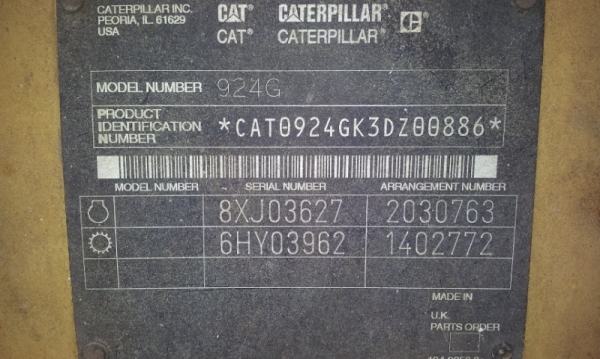 CATERPILLAR INC.
PEORIA, IL. 61629
USA
CAT® CATERPILLAR®
CAT® CATERPILLAR®
MODEL NUMBER 924G
PRODUCT IDENTIFICATION NUMBER *CAT0924GK3DZ00886*
MODEL NUMBER SERIAL NUMBER ARRANGEMENT NUMBER
8XJ03627 2030763
6HY03962 1402772
MADE IN
U.K.
PARTS ORDER